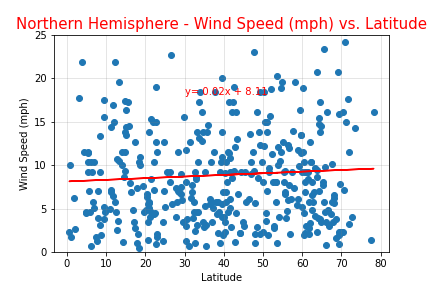 Northern Hemisphere - Wind Speed (mph) vs. Latitude
25
20
15
10
5
0
Wind Speed (mph)
y= 0.02x + 8.11
0 10 20 30 40 50 60 70 80
Latitude